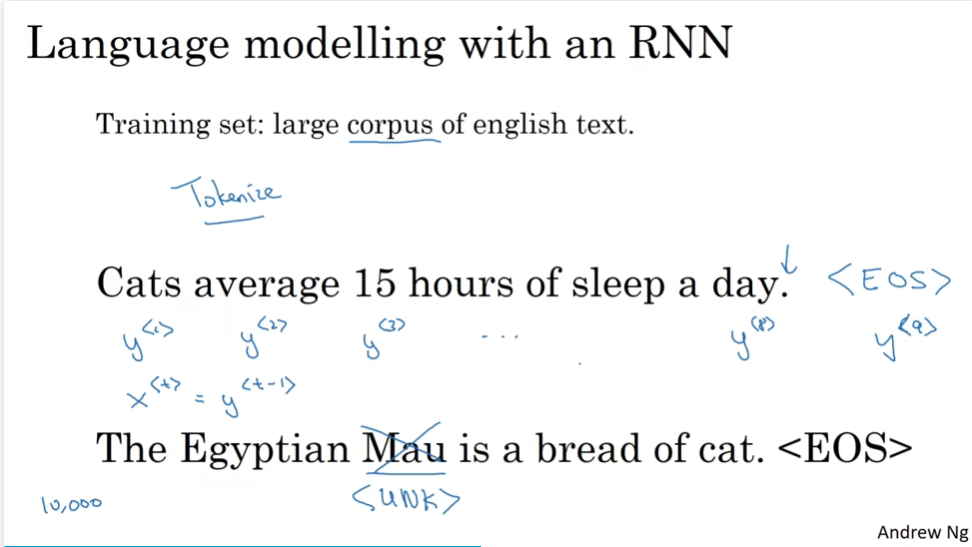 Language modelling with an RNN
Training set: large corpus of english text.
Tokenize
Cats average 15 hours of sleep a day. <EOS>
y<1> y<2> y<3> ... y<8> y<9>
x<t> = y<t-1>
The Egyptian Mau is a bread of cat. <EOS>
10,000 <UNK>
Andrew Ng